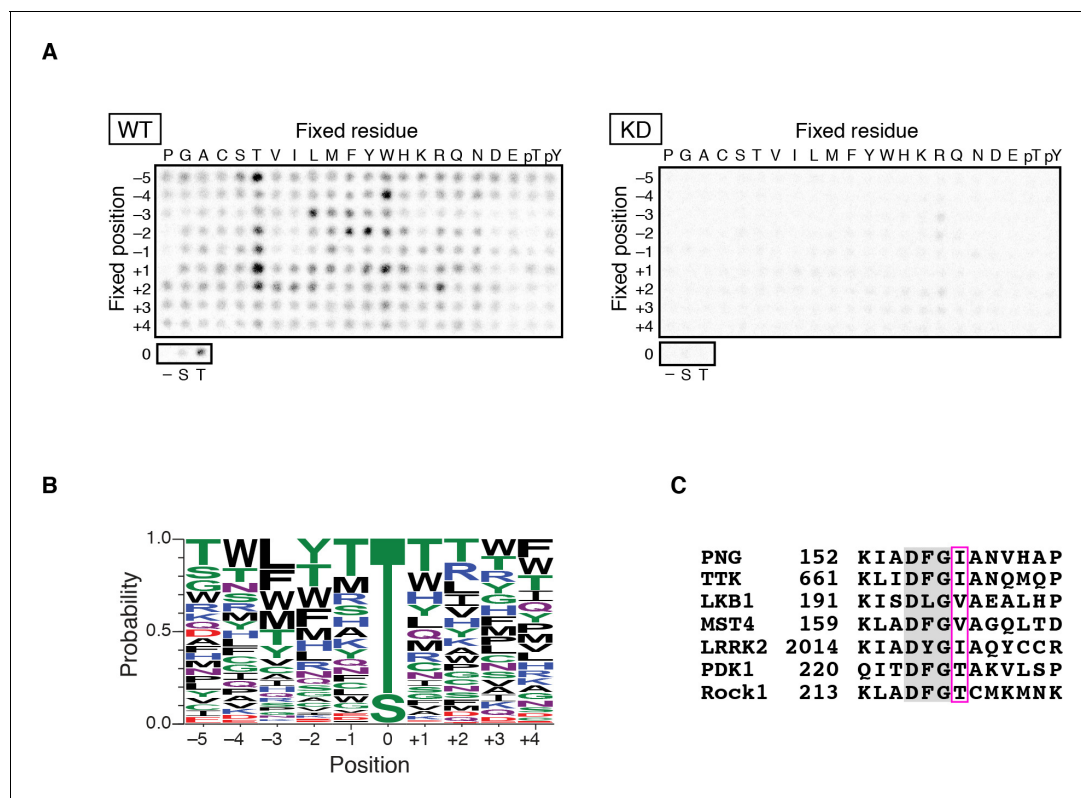 A
WT
Fixed residue
P G A C S T V I L M F Y W H K R Q N D E pT pY
Fixed position
−5
−4
−3
−2
−1
+1
+2
+3
+4
0
− S T
KD
Fixed residue
P G A C S T V I L M F Y W H K R Q N D E pT pY
Fixed position
−5
−4
−3
−2
−1
+1
+2
+3
+4
0
− S T
B
Probability
1.0
0.5
0.0
T W L Y T T T T W F
S
−5 −4 −3 −2 −1 0 +1 +2 +3 +4
Position
C
PNG 152 KIADFGTANVHAP
TTK 661 KLIDFGIANQMQP
LKB1 191 KISDLGVAEALHP
MST4 159 KLADFGVAGQLTD
LRRK2 2014 KIADYGIAQYCCR
PDK1 220 QITDFGTAKVLSP
Rock1 213 KLADFGTCMKMNK